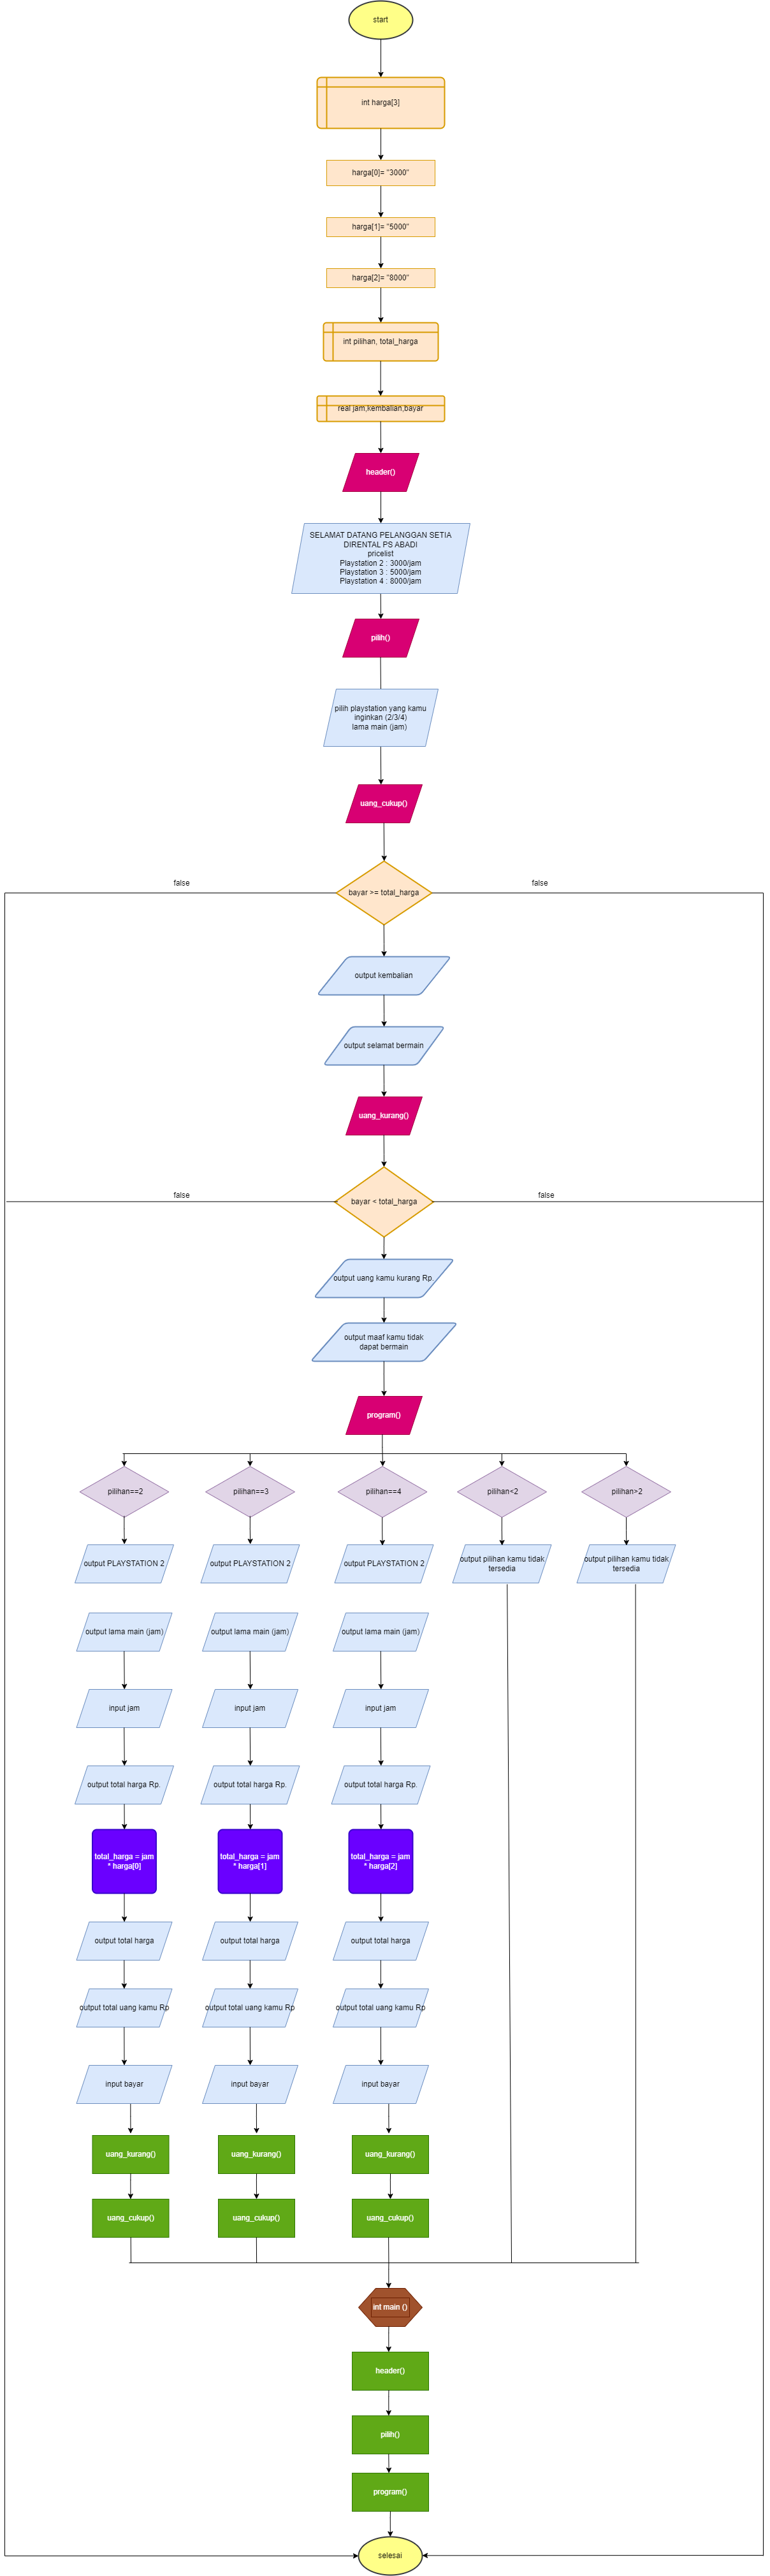 start
int harga[3]
harga[0]= "3000"
harga[1]= "5000"
harga[2]= "8000"
int pilihan, total_harga
real jam,kembalian,bayar
header()
SELAMAT DATANG PELANGGAN SETIA
DIRENTAL PS ABADI
pricelist
Playstation 2 : 3000/jam
Playstation 3 : 5000/jam
Playstation 4 : 8000/jam
pilih()
pilih playstation yang kamu
inginkan (2/3/4)
lama main (jam)
uang_cukup()
false
false
bayar >= total_harga
output kembalian
output selamat bermain
uang_kurang()
false
false
bayar < total_harga
output uang kamu kurang Rp.
output maaf kamu tidak
dapat bermain
program()
pilihan==2
pilihan==3
pilihan==4
pilihan<2
pilihan>2
output PLAYSTATION 2
output PLAYSTATION 2
output PLAYSTATION 2
output pilihan kamu tidak
tersedia
output pilihan kamu tidak
tersedia
output lama main (jam)
output lama main (jam)
output lama main (jam)
input jam
input jam
input jam
output total harga Rp.
output total harga Rp.
output total harga Rp.
total_harga = jam
* harga[0]
total_harga = jam
* harga[1]
total_harga = jam
* harga[2]
output total harga
output total harga
output total harga
output total uang kamu Rp
output total uang kamu Rp
output total uang kamu Rp
input bayar
input bayar
input bayar
uang_kurang()
uang_kurang()
uang_kurang()
uang_cukup()
uang_cukup()
uang_cukup()
int main ()
header()
pilih()
program()
selesai